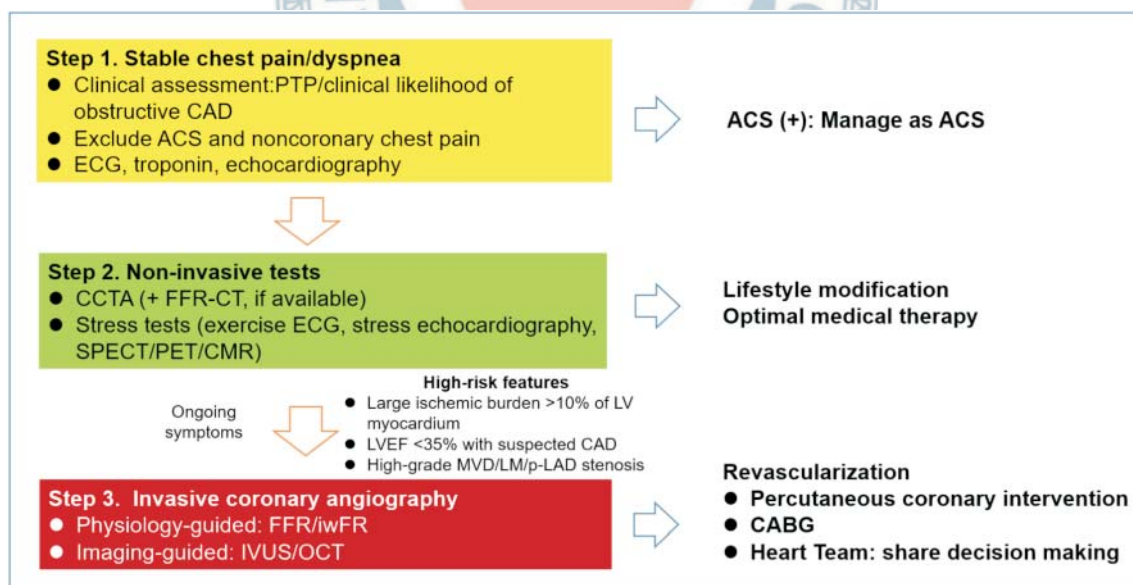 Step 1. Stable chest pain/dyspnea
● Clinical assessment:PTP/clinical likelihood of
obstructive CAD
● Exclude ACS and noncoronary chest pain
● ECG, troponin, echocardiography
ACS (+): Manage as ACS
Step 2. Non-invasive tests
● CCTA (+ FFR-CT, if available)
● Stress tests (exercise ECG, stress echocardiography,
SPECT/PET/CMR)
Lifestyle modification
Optimal medical therapy
Ongoing
symptoms
High-risk features
● Large ischemic burden >10% of LV
myocardium
● LVEF <35% with suspected CAD
● High-grade MVD/LM/p-LAD stenosis
Step 3. Invasive coronary angiography
● Physiology-guided: FFR/iwFR
● Imaging-guided: IVUS/OCT
Revascularization
● Percutaneous coronary intervention
● CABG
● Heart Team: share decision making